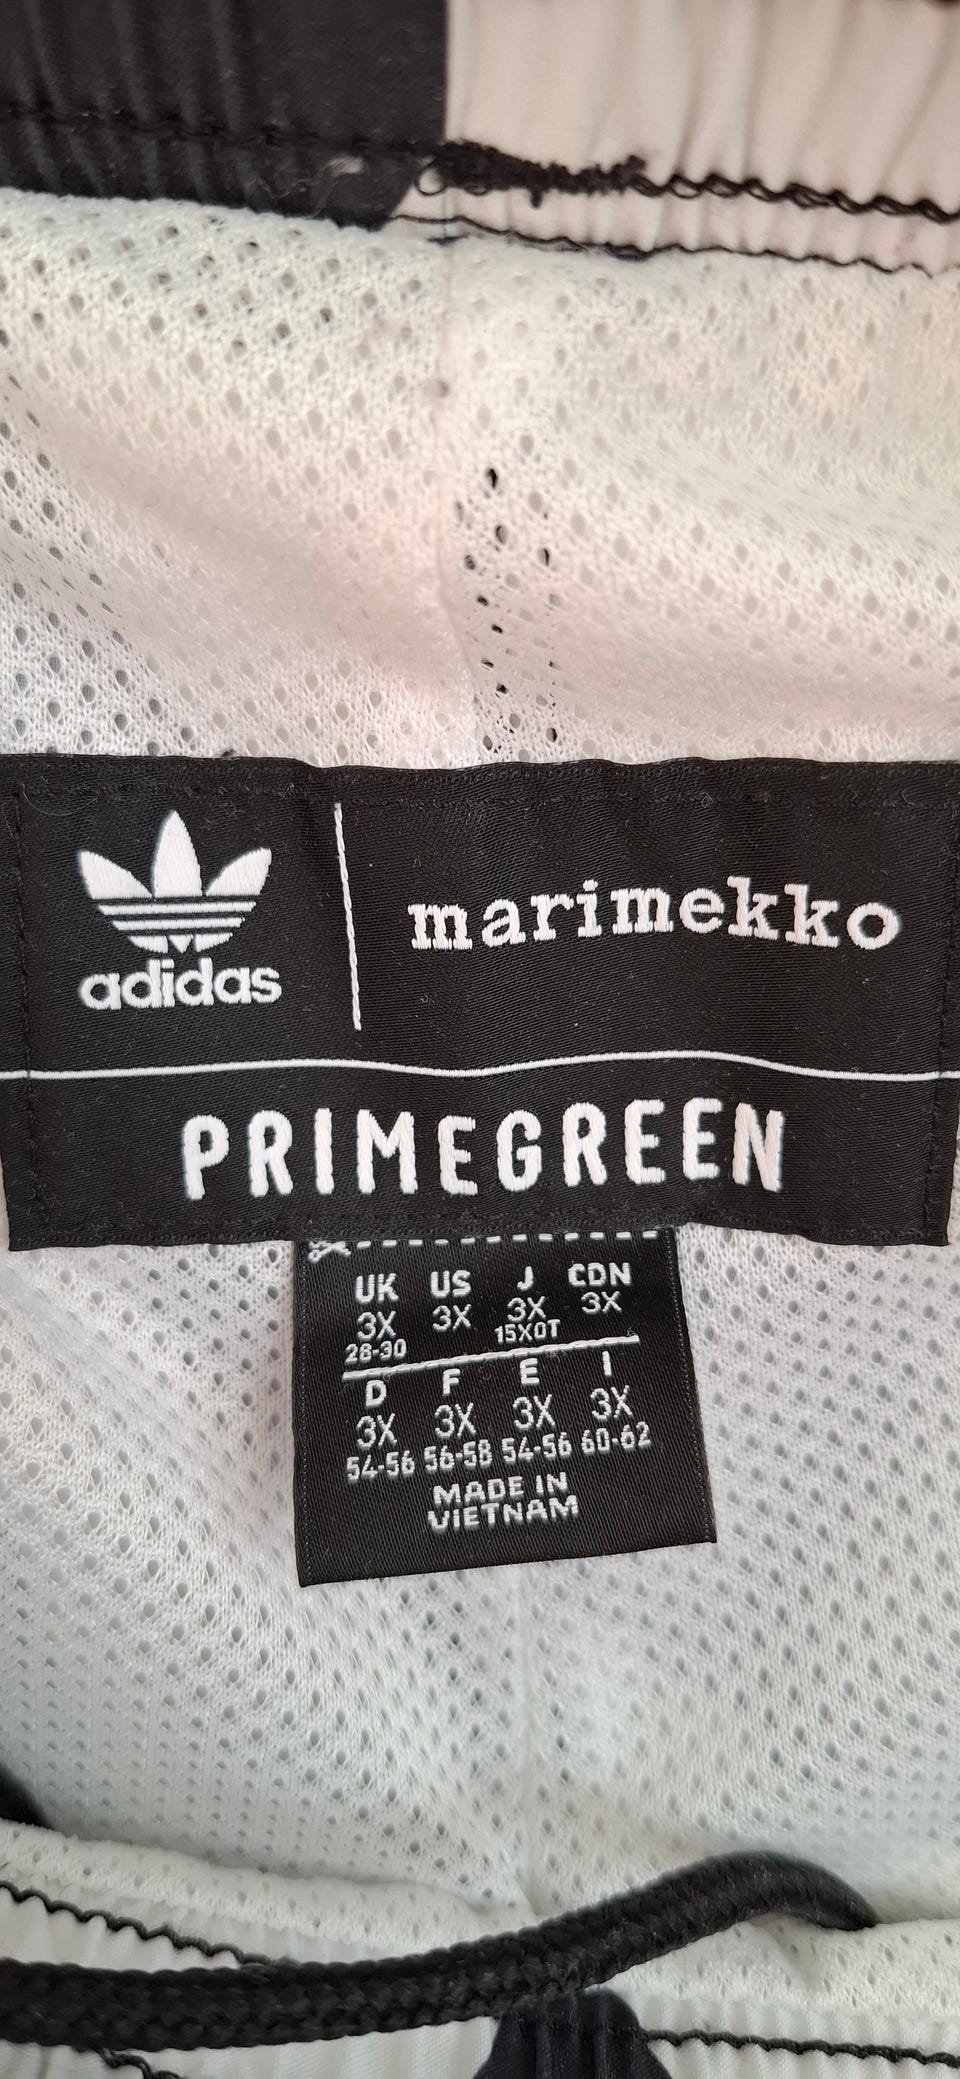 adidas
marimekko
PRIMEGREEN
UK US J CDN
3X 3X 3X 3X
28-30 15XOT
D F E I
3X 3X 3X 3X
54-56 56-58 54-56 60-62
MADE IN
VIETNAM